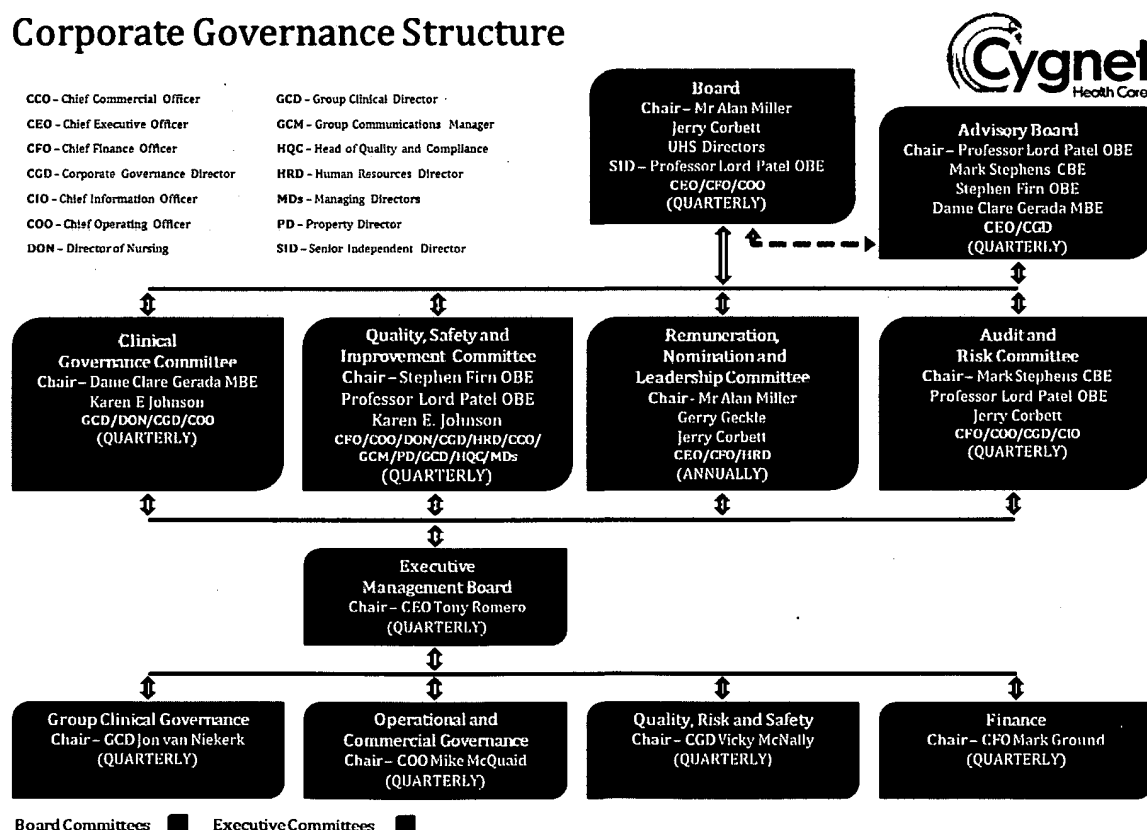 Corporate Governance Structure
Cygnet
Health Care
CCO – Chief Commercial Officer
CEO – Chief Executive Officer
CFO – Chief Finance Officer
CGD – Corporate Governance Director
CIO – Chief Information Officer
COO – Chief Operating Officer
DON – Director of Nursing
GCD – Group Clinical Director
GCM – Group Communications Manager
HQC – Head of Quality and Compliance
HRD – Human Resources Director
MDs – Managing Directors
PD – Property Director
SID – Senior Independent Director
Board
Chair – Mr Alan Miller
Jerry Corbett
UHS Directors
SID – Professor Lord Patel OBE
CEO/CFO/COO
(QUARTERLY)
Advisory Board
Chair – Professor Lord Patel OBE
Mark Stephens CBE
Stephen Firn OBE
Dame Clare Gerada MBE
CEO/CGD
(QUARTERLY)
Clinical
Governance Committee
Chair – Dame Clare Gerada MBE
Karen E Johnson
GCD/DON/CGD/COO
(QUARTERLY)
Quality, Safety and
Improvement Committee
Chair – Stephen Firn OBE
Professor Lord Patel OBE
Karen E. Johnson
CFO/COO/DON/CGD/HRD/CCO/
GCM/PD/GCD/HQC/MDs
(QUARTERLY)
Remuneration,
Nomination and
Leadership Committee
Chair – Mr Alan Miller
Gerry Geckle
Jerry Corbett
CEO/CFO/HRD
(ANNUALLY)
Audit and
Risk Committee
Chair – Mark Stephens CBE
Professor Lord Patel OBE
Jerry Corbett
CFO/COO/CGD/CIO
(QUARTERLY)
Executive
Management Board
Chair – CEO Tony Romero
(QUARTERLY)
Group Clinical Governance
Chair – GCD Jon van Niekerk
(QUARTERLY)
Operational and
Commercial Governance
Chair – COO Mike McQuaid
(QUARTERLY)
Quality, Risk and Safety
Chair – CGD Vicky McNally
(QUARTERLY)
Finance
Chair – CFO Mark Ground
(QUARTERLY)
Board Committees
Executive Committees